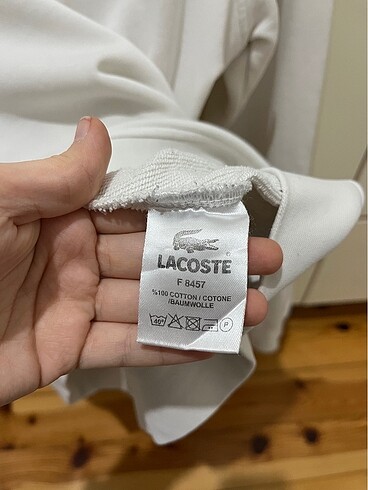 LACOSTE
F 8457
%100 COTTON / COTONE
/BAUMWOLLE
40°
F